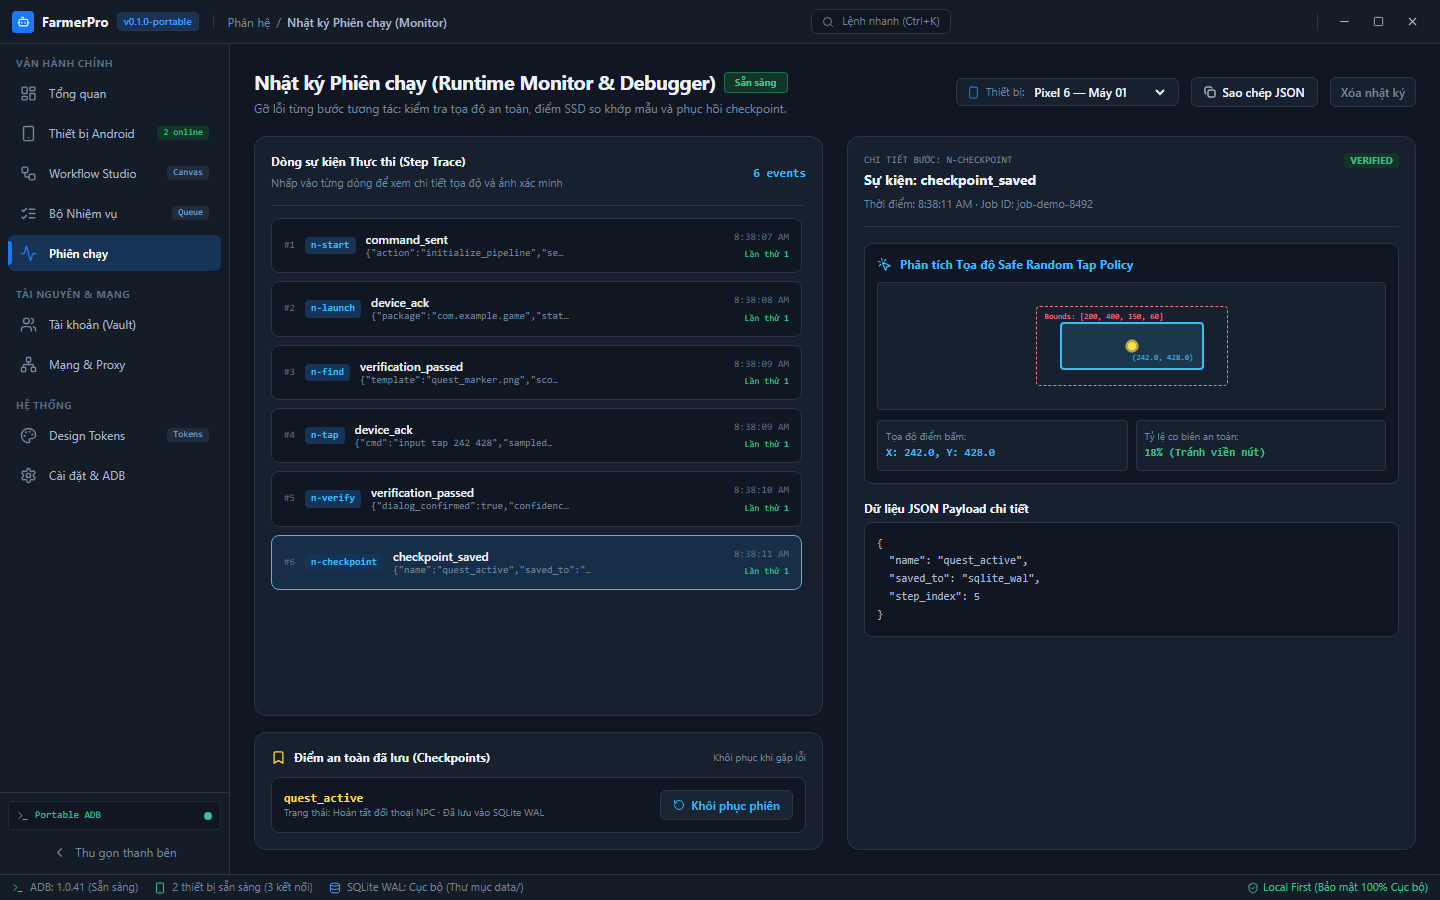 FarmerPro
v0.1.0-portable
Phân hệ / Nhật ký Phiên chạy (Monitor)
Lệnh nhanh (Ctrl+K)
VẬN HÀNH CHÍNH
Tổng quan
Thiết bị Android
2 online
Workflow Studio
Canvas
Bộ Nhiệm vụ
Queue
Phiên chạy
TÀI NGUYÊN & MẠNG
Tài khoản (Vault)
Mạng & Proxy
HỆ THỐNG
Design Tokens
Tokens
Cài đặt & ADB
Portable ADB
Thu gọn thanh bên
Nhật ký Phiên chạy (Runtime Monitor & Debugger)
Sẵn sàng
Gỡ lỗi từng bước tương tác: kiểm tra tọa độ an toàn, điểm SSD so khớp mẫu và phục hồi checkpoint.
Thiết bị: Pixel 6 — Máy 01
Sao chép JSON
Xóa nhật ký
Dòng sự kiện Thực thi (Step Trace)
Nhấp vào từng dòng để xem chi tiết tọa độ và ảnh xác minh
6 events
#1 n-start command_sent 8:38:07 AM
{"action":"initialize_pipeline","se… Lần thử 1
#2 n-launch device_ack 8:38:08 AM
{"package":"com.example.game","stat… Lần thử 1
#3 n-find verification_passed 8:38:09 AM
{"template":"quest_marker.png","sco… Lần thử 1
#4 n-tap device_ack 8:38:09 AM
{"cmd":"input tap 242 428","sampled… Lần thử 1
#5 n-verify verification_passed 8:38:10 AM
{"dialog_confirmed":true,"confidenc… Lần thử 1
#6 n-checkpoint checkpoint_saved 8:38:11 AM
{"name":"quest_active","saved_to":"… Lần thử 1
Điểm an toàn đã lưu (Checkpoints)
Khôi phục khi gặp lỗi
quest_active
Trạng thái: Hoàn tất đối thoại NPC · Đã lưu vào SQLite WAL
Khôi phục phiên
CHI TIẾT BƯỚC: N-CHECKPOINT
VERIFIED
Sự kiện: checkpoint_saved
Thời điểm: 8:38:11 AM · Job ID: job-demo-8492
Phân tích Tọa độ Safe Random Tap Policy
Bounds: [200, 400, 150, 60]
(242.0, 428.0)
Tọa độ điểm bấm:
X: 242.0, Y: 428.0
Tỷ lệ co biên an toàn:
18% (Tránh viền nút)
Dữ liệu JSON Payload chi tiết
{
"name": "quest_active",
"saved_to": "sqlite_wal",
"step_index": 5
}
ADB: 1.0.41 (Sẵn sàng)
2 thiết bị sẵn sàng (3 kết nối)
SQLite WAL: Cục bộ (Thư mục data/)
Local First (Bảo mật 100% Cục bộ)